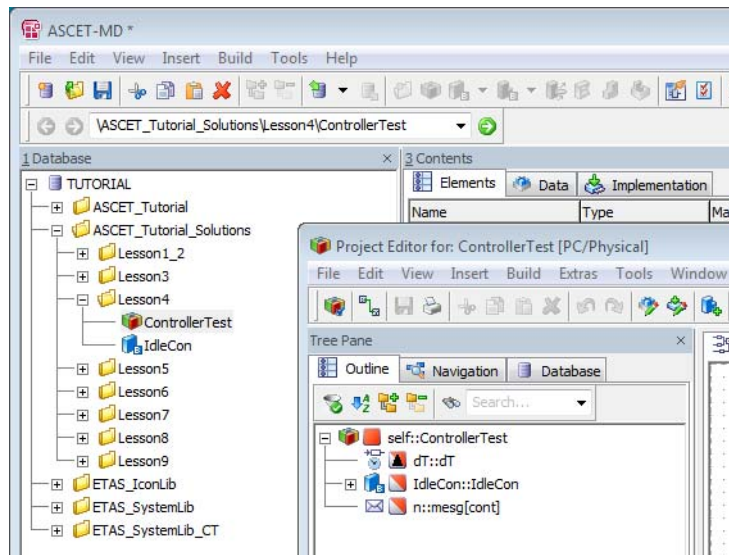 ASCET-MD *
File Edit View Insert Build Tools Help
\ASCET_Tutorial_Solutions\Lesson4\ControllerTest
1 Database
3 Contents
TUTORIAL
Elements Data Implementation
ASCET_Tutorial
Name Type Ma
ASCET_Tutorial_Solutions
Lesson1_2
Lesson3
Lesson4
ControllerTest
IdleCon
Lesson5
Lesson6
Lesson7
Lesson8
Lesson9
ETAS_IconLib
ETAS_SystemLib
ETAS_SystemLib_CT
Project Editor for: ControllerTest [PC/Physical]
File Edit View Insert Build Extras Tools Window
Tree Pane
Outline Navigation Database
Search...
self::ControllerTest
dT::dT
IdleCon::IdleCon
n::mesg[cont]